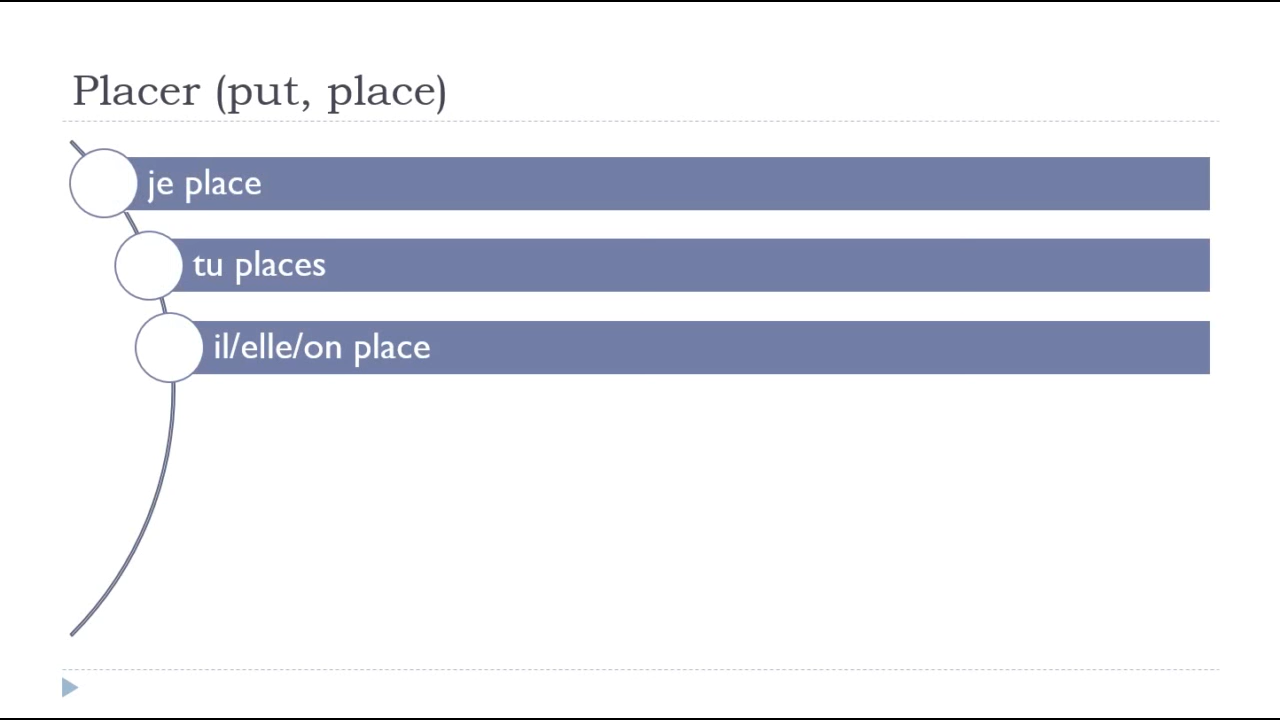 Placer (put, place)
je place
tu places
il/elle/on place